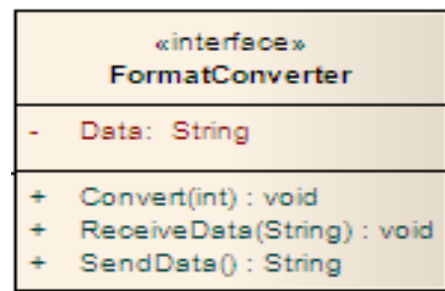 «interface»
FormatConverter
- Data: String
+ Convert(int) : void
+ ReceiveData(String) : void
+ SendData() : String